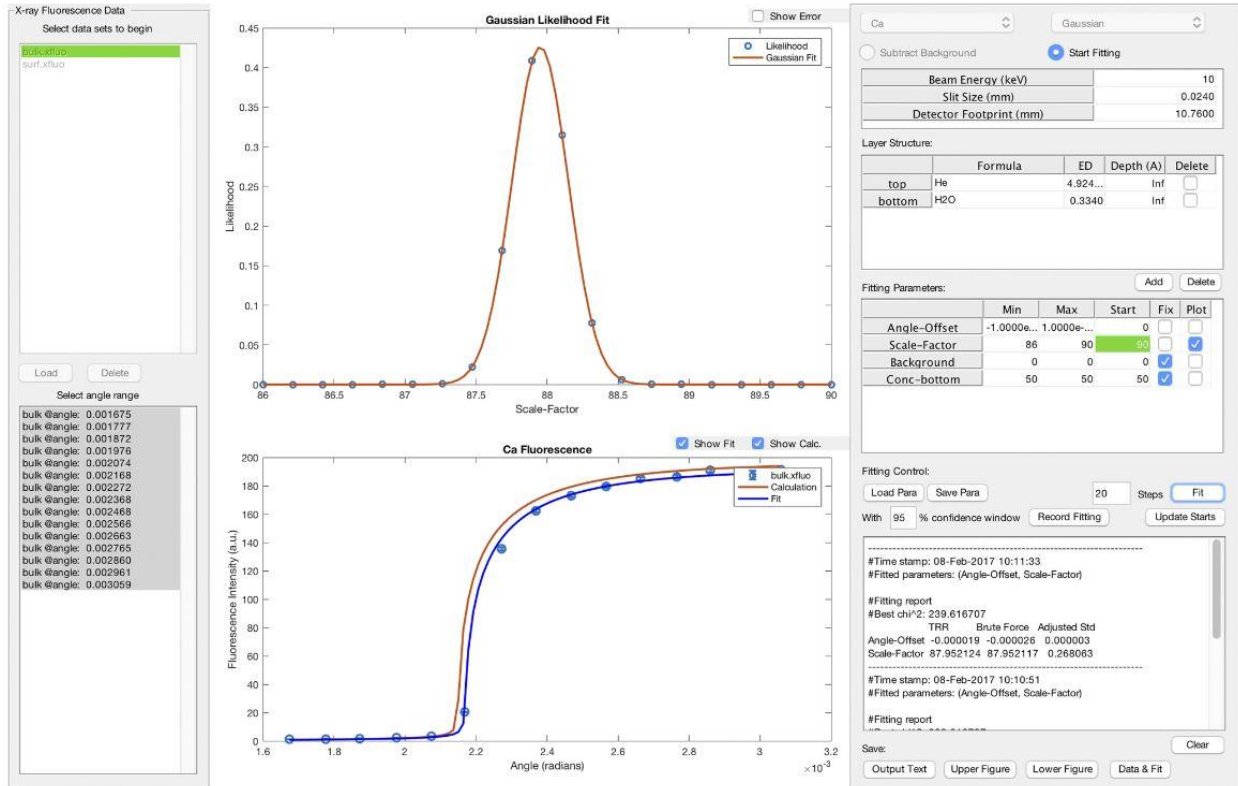 X-ray Fluorescence Data
Select data sets to begin
bulk.xfluo
surf.xfluo
Load Delete
Select angle range
bulk @angle: 0.001675
bulk @angle: 0.001777
bulk @angle: 0.001872
bulk @angle: 0.001976
bulk @angle: 0.002074
bulk @angle: 0.002168
bulk @angle: 0.002272
bulk @angle: 0.002368
bulk @angle: 0.002468
bulk @angle: 0.002566
bulk @angle: 0.002663
bulk @angle: 0.002765
bulk @angle: 0.002860
bulk @angle: 0.002961
bulk @angle: 0.003059
Gaussian Likelihood Fit
Show Error
Likelihood
Gaussian Fit
0.45
0.4
0.35
0.3
0.25
0.2
0.15
0.1
0.05
0
Likelihood
86 86.5 87 87.5 88 88.5 89 89.5 90
Scale-Factor
Ca Fluorescence
Show Fit Show Calc.
bulk.xfluo
Calculation
Fit
200
180
160
140
120
100
80
60
40
20
0
Fluorescence Intensity (a.u.)
1.6 1.8 2 2.2 2.4 2.6 2.8 3 3.2
Angle (radians)
×10⁻³
Ca Gaussian
Subtract Background Start Fitting
Beam Energy (keV) 10
Slit Size (mm) 0.0240
Detector Footprint (mm) 10.7600
Layer Structure:
Formula ED Depth (A) Delete
top He 4.924... Inf
bottom H2O 0.3340 Inf
Add Delete
Fitting Parameters:
Min Max Start Fix Plot
Angle-Offset -1.0000e... 1.0000e-... 0
Scale-Factor 86 90 90
Background 0 0 0
Conc-bottom 50 50 50
Fitting Control:
Load Para Save Para 20 Steps Fit
With 95 % confidence window Record Fitting Update Starts
#Time stamp: 08-Feb-2017 10:11:33
#Fitted parameters: (Angle-Offset, Scale-Factor)
#Fitting report
#Best chi^2: 239.616707
TRR Brute Force Adjusted Std
Angle-Offset -0.000019 -0.000026 0.000003
Scale-Factor 87.952124 87.952117 0.268063
#Time stamp: 08-Feb-2017 10:10:51
#Fitted parameters: (Angle-Offset, Scale-Factor)
#Fitting report
Clear
Save:
Output Text Upper Figure Lower Figure Data & Fit